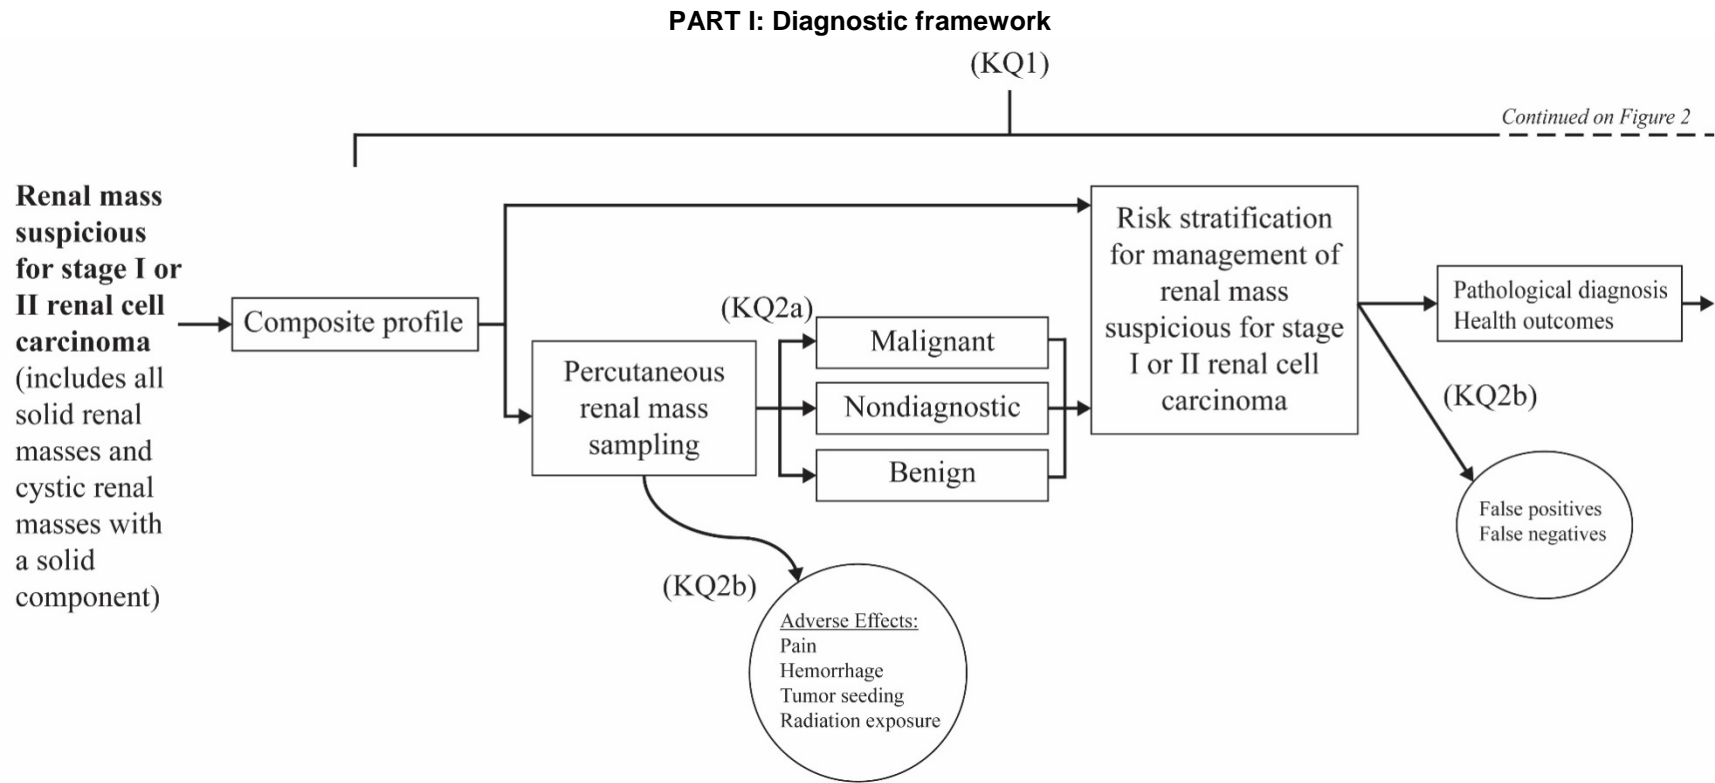 PART I: Diagnostic framework
(KQ1)
Continued on Figure 2
Renal mass
suspicious
for stage I or
II renal cell
carcinoma
(includes all
solid renal
masses and
cystic renal
masses with
a solid
component)
Composite profile
Percutaneous
renal mass
sampling
(KQ2a)
Malignant
Nondiagnostic
Benign
(KQ2b)
Adverse Effects:
Pain
Hemorrhage
Tumor seeding
Radiation exposure
Risk stratification
for management of
renal mass
suspicious for stage
I or II renal cell
carcinoma
Pathological diagnosis
Health outcomes
(KQ2b)
False positives
False negatives